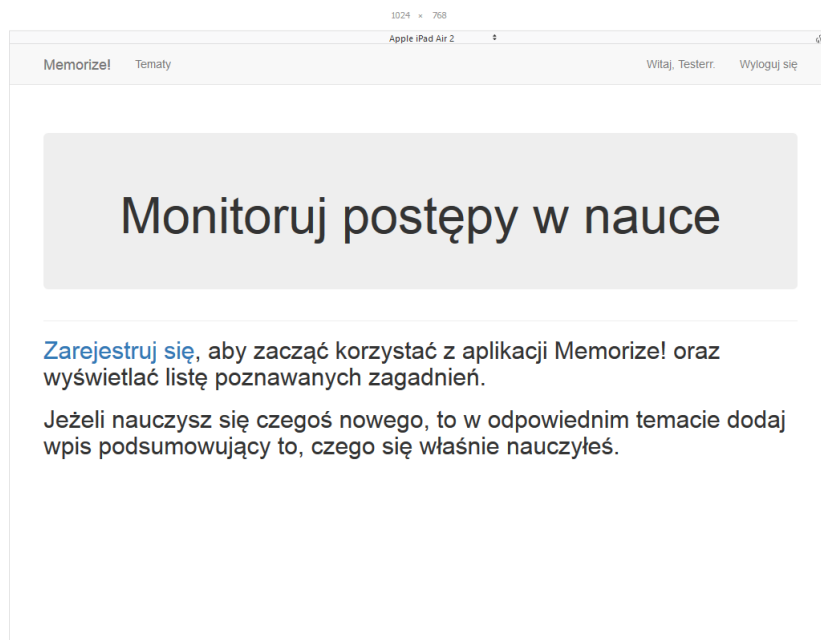 1024 × 768
Apple iPad Air 2
Memorize! Tematy Witaj, Testerr. Wyloguj się
Monitoruj postępy w nauce
Zarejestruj się, aby zacząć korzystać z aplikacji Memorize! oraz
wyświetlać listę poznawanych zagadnień.
Jeżeli nauczysz się czegoś nowego, to w odpowiednim temacie dodaj
wpis podsumowujący to, czego się właśnie nauczyłeś.